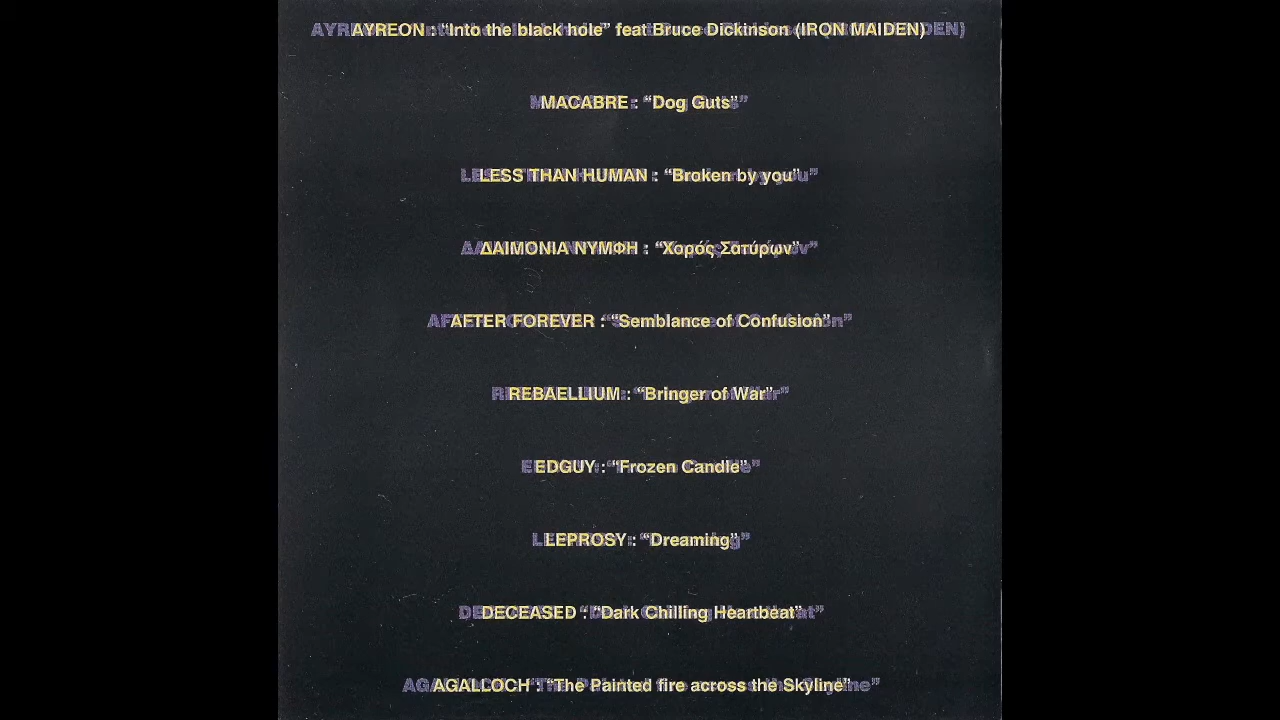 AYREON : “Into the black hole” feat Bruce Dickinson (IRON MAIDEN)
MACABRE : “Dog Guts”
LESS THAN HUMAN : “Broken by you”
ΔΑΙΜΟΝΙΑ ΝΥΜΦΗ : “Χορός Σατύρων”
AFTER FOREVER : “Semblance of Confusion”
REBAELLIUM : “Bringer of War”
EDGUY : “Frozen Candle”
LEPROSY : “Dreaming”
DECEASED : “Dark Chilling Heartbeat”
AGALLOCH : “The Painted fire across the Skyline”